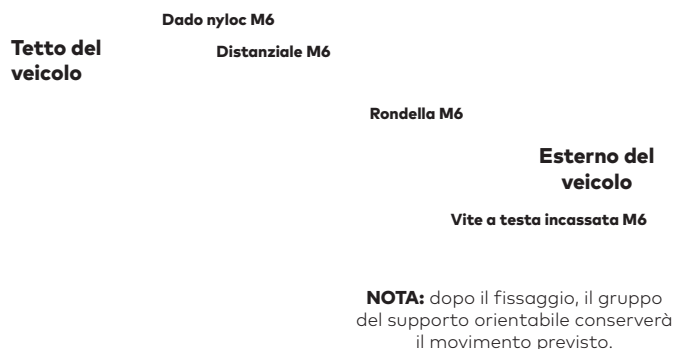 Dado nyloc M6
Tetto del
veicolo
Distanziale M6
Rondella M6
Esterno del
veicolo
Vite a testa incassata M6
NOTA: dopo il fissaggio, il gruppo
del supporto orientabile conserverà
il movimento previsto.